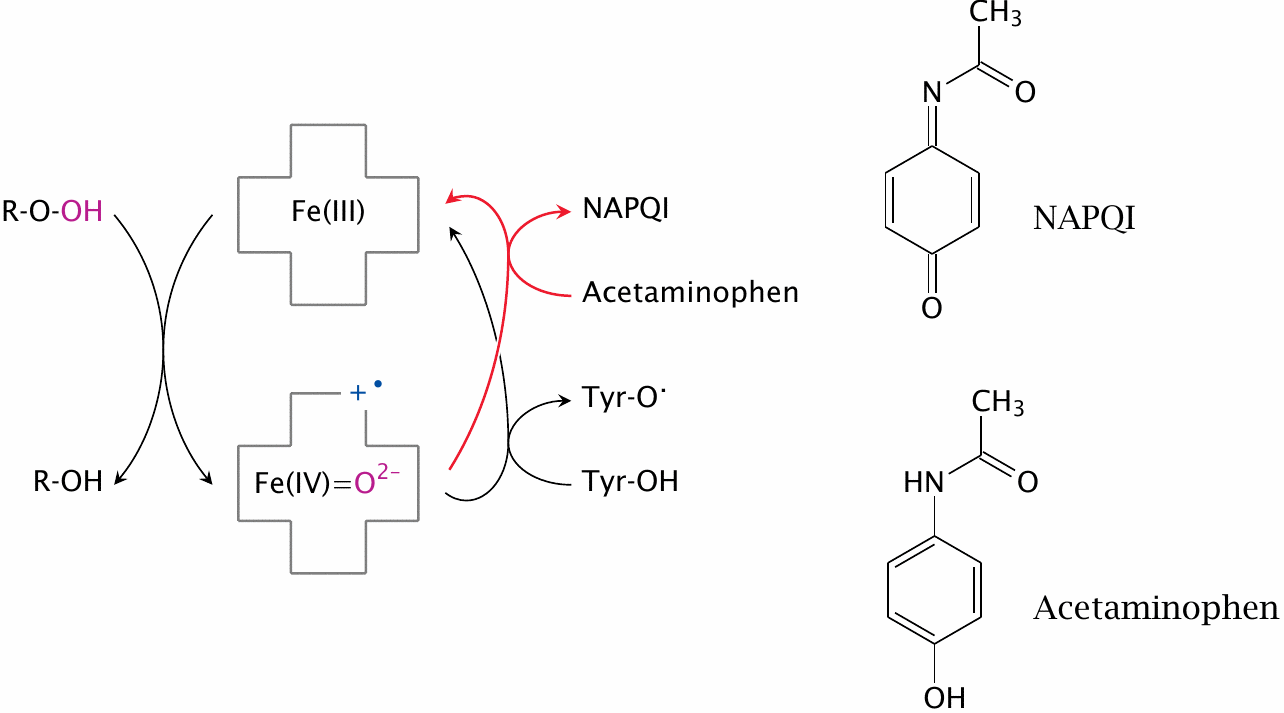 CH₃
N
O
R-O-OH
Fe(III)
NAPQI
NAPQI
Acetaminophen
O
+•
Tyr-O·
CH₃
R-OH
Fe(IV)=O²⁻
Tyr-OH
HN
O
Acetaminophen
OH